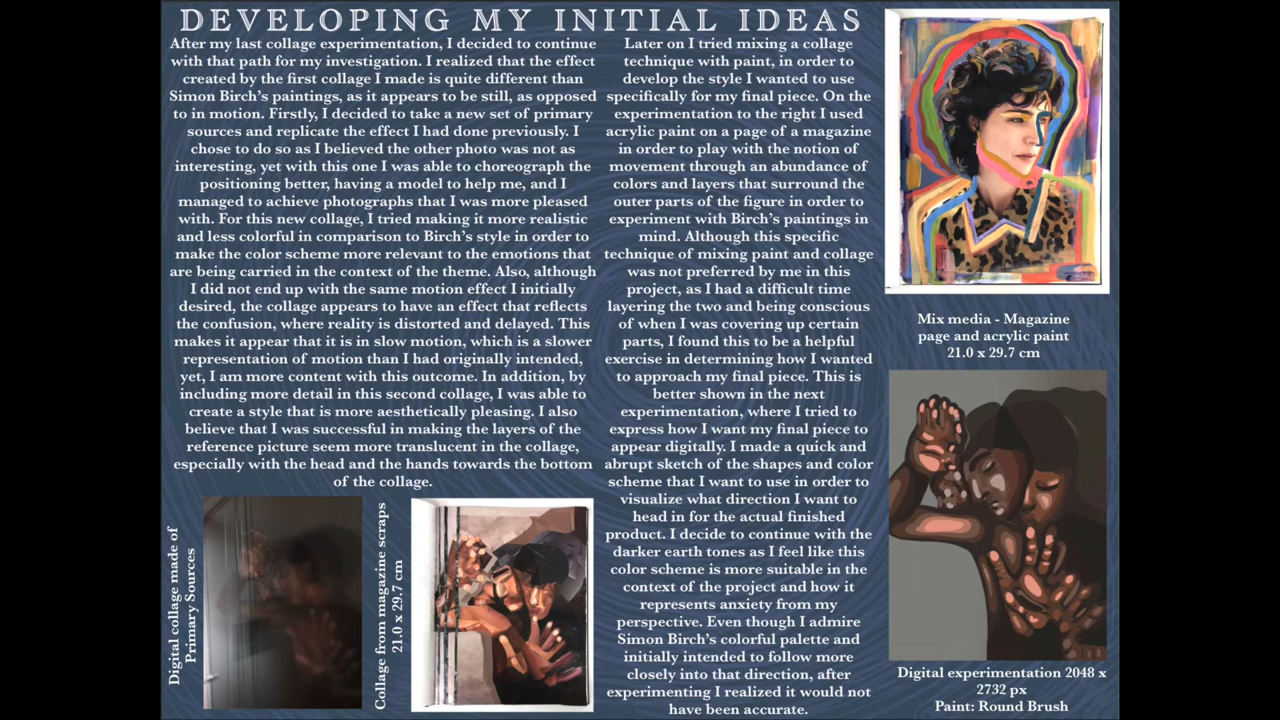 DEVELOPING MY INITIAL IDEAS
After my last collage experimentation, I decided to continue
with that path for my investigation. I realized that the effect
created by the first collage I made is quite different than
Simon Birch's paintings, as it appears to be still, as opposed
to in motion. Firstly, I decided to take a new set of primary
sources and replicate the effect I had done previously. I
chose to do so as I believed the other photo was not as
interesting, yet with this one I was able to choreograph the
positioning better, having a model to help me, and I
managed to achieve photographs that I was more pleased
with. For this new collage, I tried making it more realistic
and less colorful in comparison to Birch's style in order to
make the color scheme more relevant to the emotions that
are being carried in the context of the theme. Also, although
I did not end up with the same motion effect I initially
desired, the collage appears to have an effect that reflects
the confusion, where reality is distorted and delayed. This
makes it appear that it is in slow motion, which is a slower
representation of motion than I had originally intended,
yet, I am more content with this outcome. In addition, by
including more detail in this second collage, I was able to
create a style that is more aesthetically pleasing. I also
believe that I was successful in making the layers of the
reference picture seem more translucent in the collage,
especially with the head and the hands towards the bottom
of the collage.
Digital collage made of
Primary Sources
Collage from magazine scraps
21.0 x 29.7 cm
Later on I tried mixing a collage
technique with paint, in order to
develop the style I wanted to use
specifically for my final piece. On the
experimentation to the right I used
acrylic paint on a page of a magazine
in order to play with the notion of
movement through an abundance of
colors and layers that surround the
outer parts of the figure in order to
experiment with Birch's paintings in
mind. Although this specific
technique of mixing paint and collage
was not preferred by me in this
project, as I had a difficult time
layering the two and being conscious
of when I was covering up certain
parts, I found this to be a helpful
exercise in determining how I wanted
to approach my final piece. This is
better shown in the next
experimentation, where I tried to
express how I want my final piece to
appear digitally. I made a quick and
abrupt sketch of the shapes and color
scheme that I want to use in order to
visualize what direction I want to
head in for the actual finished
product. I decide to continue with the
darker earth tones as I feel like this
color scheme is more suitable in the
context of the project and how it
represents anxiety from my
perspective. Even though I admire
Simon Birch's colorful palette and
initially intended to follow more
closely into that direction, after
experimenting I realized it would not
have been accurate.
Mix media - Magazine
page and acrylic paint
21.0 x 29.7 cm
Digital experimentation 2048 x
2732 px
Paint: Round Brush